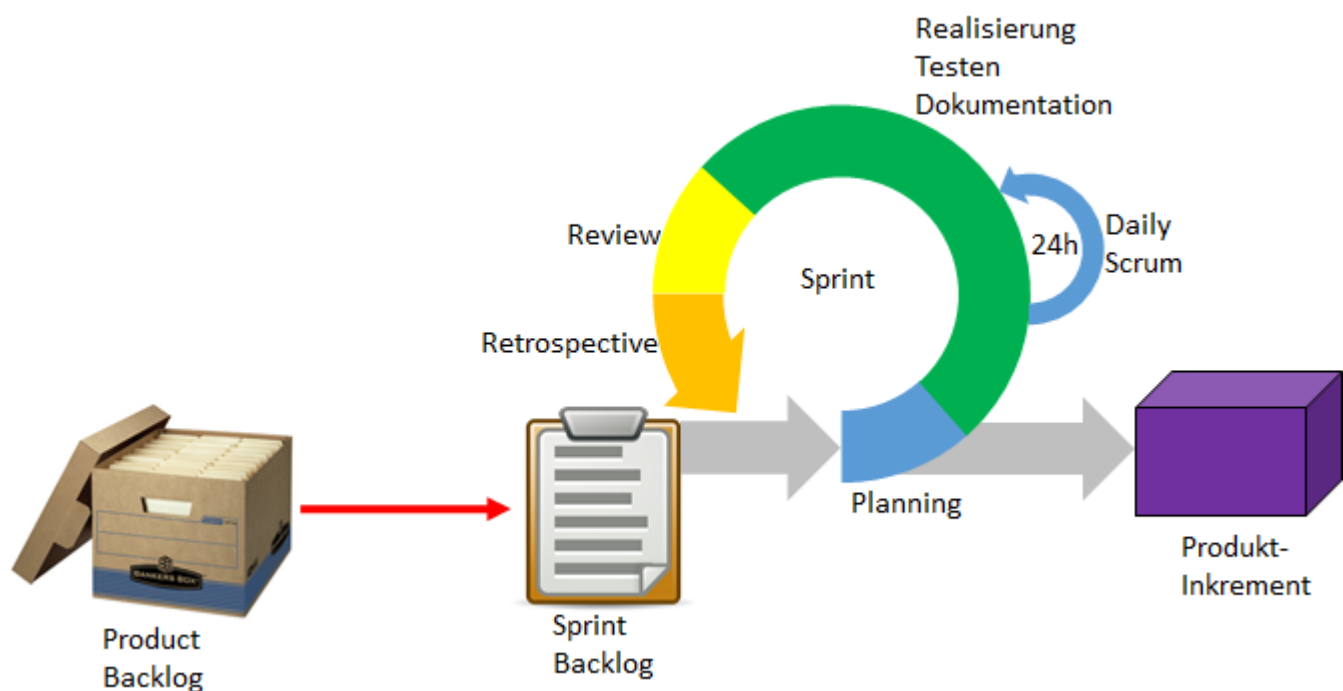 Realisierung
Testen
Dokumentation
Review
Sprint
24h
Daily
Scrum
Retrospective
Planning
BANKERS BOX
Product
Backlog
Sprint
Backlog
Produkt-
Inkrement